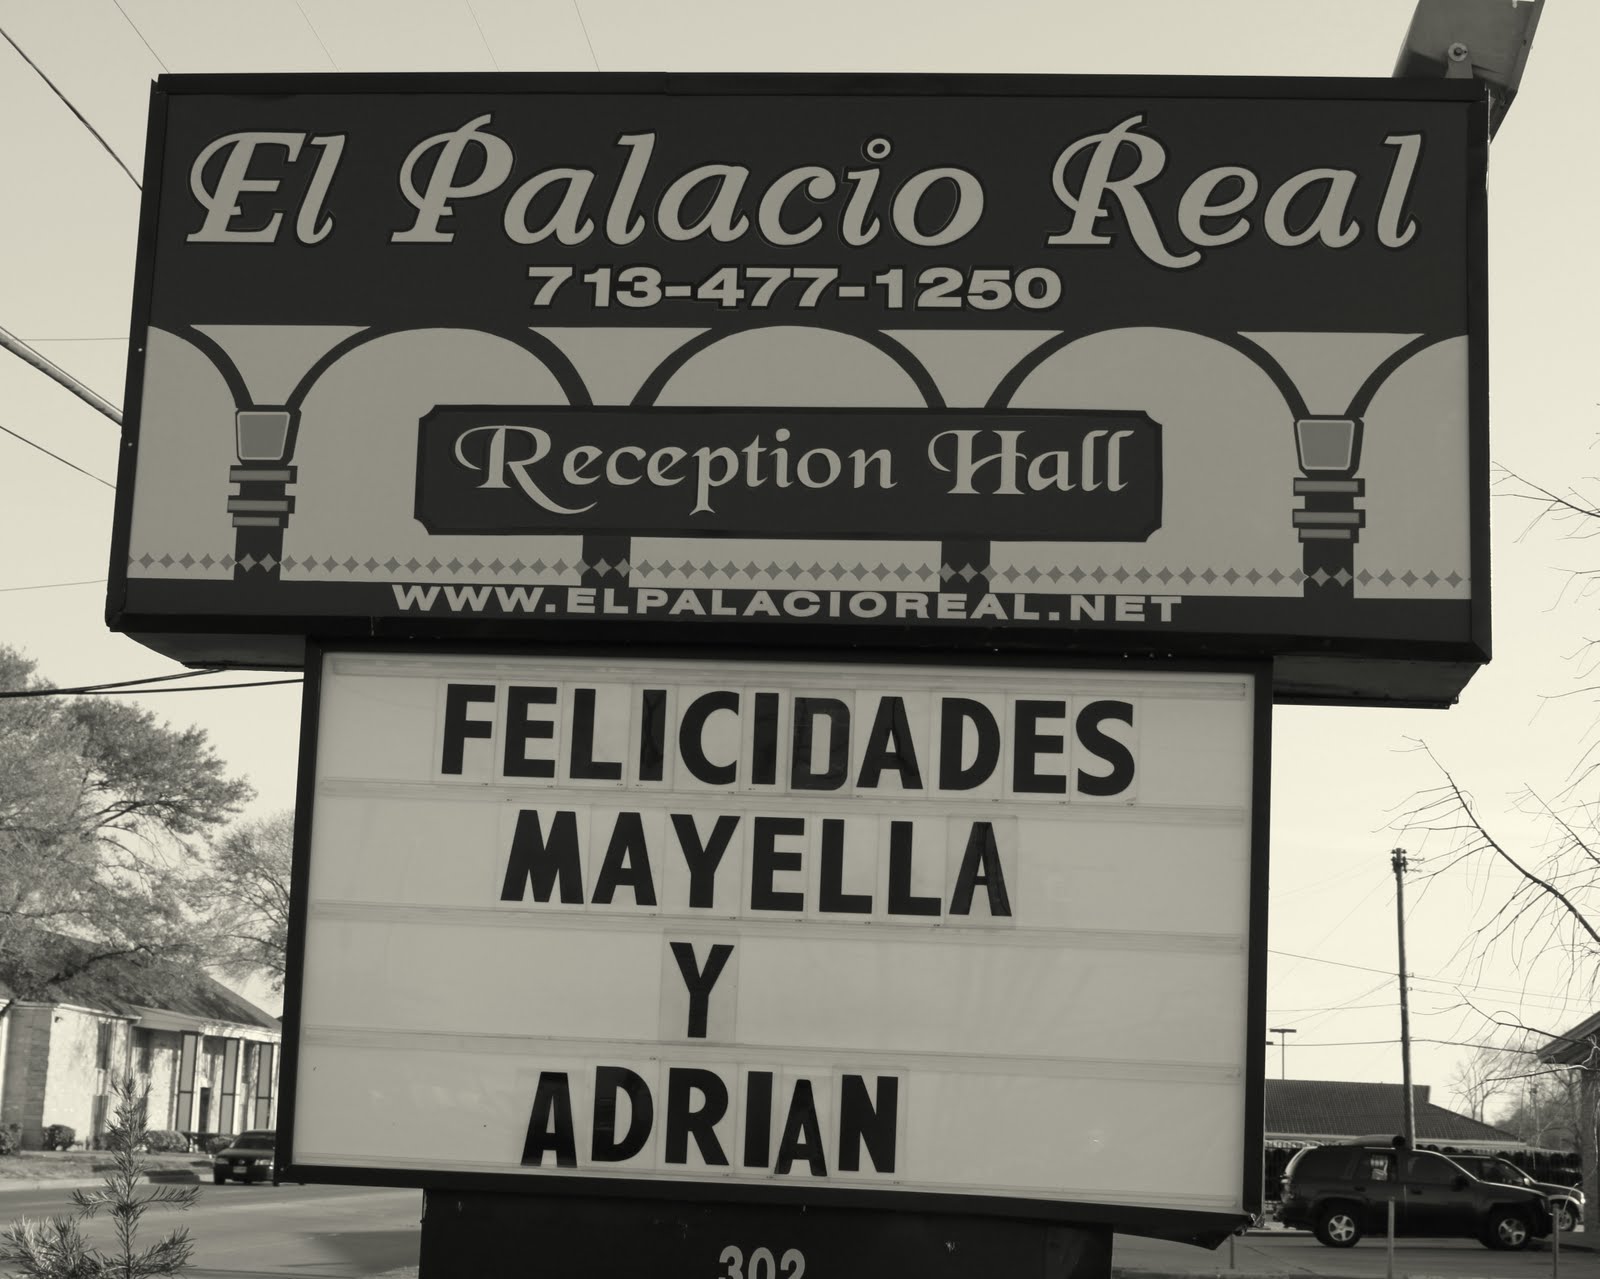 El Palacio Real
713-477-1250
Reception Hall
WWW.ELPALACIOREAL.NET
FELICIDADES
MAYELLA
Y
ADRIAN
302